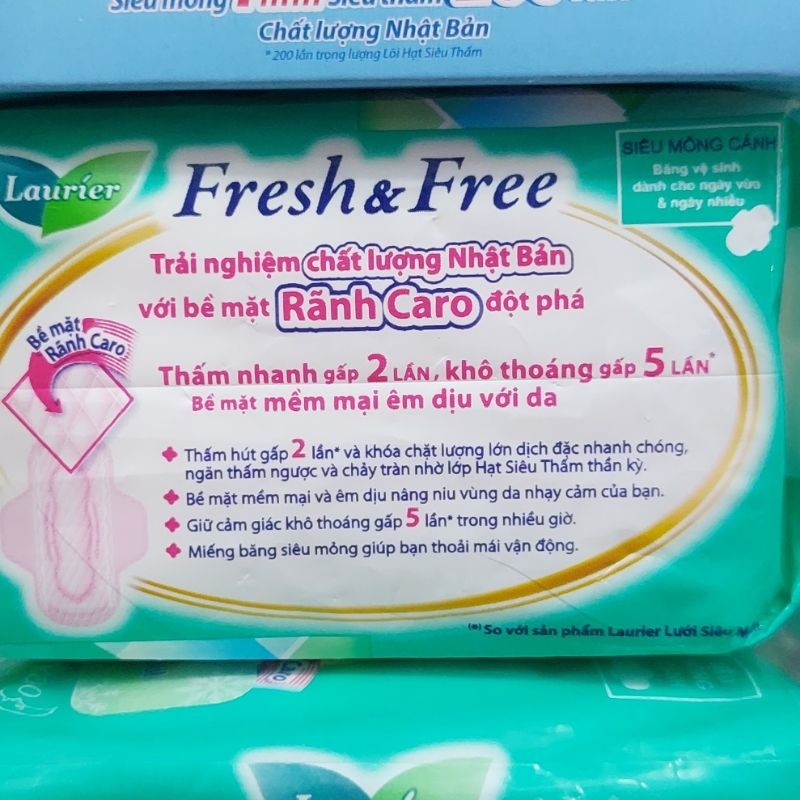 Chất lượng Nhật Bản
* 200 lần trọng lượng Lõi Hạt Siêu Thấm
Laurier
Fresh & Free
SIÊU MỎNG CÁNH
Băng vệ sinh
dành cho ngày vừa
& ngày nhiều
Trải nghiệm chất lượng Nhật Bản
với bề mặt Rãnh Caro đột phá
Bề mặt
Rãnh Caro
Thấm nhanh gấp 2 LẦN, khô thoáng gấp 5 LẦN*
Bề mặt mềm mại êm dịu với da
Thấm hút gấp 2 lần* và khóa chặt lượng lớn dịch đặc nhanh chóng,
ngăn thấm ngược và chảy tràn nhờ lớp Hạt Siêu Thấm thần kỳ.
Bề mặt mềm mại và êm dịu nâng niu vùng da nhạy cảm của bạn.
Giữ cảm giác khô thoáng gấp 5 lần* trong nhiều giờ.
Miếng băng siêu mỏng giúp bạn thoải mái vận động.
(*) So với sản phẩm Laurier Lưới Siêu
Laurier